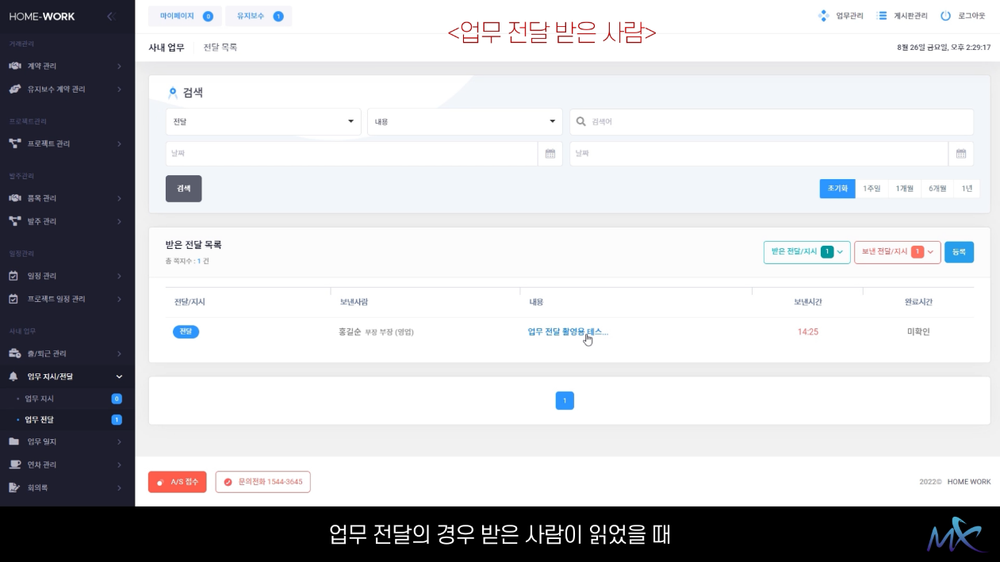 HOME-WORK
거래관리
계약 관리
유지보수 계약 관리
프로젝트관리
프로젝트 관리
발주관리
품목 관리
발주 관리
일정관리
일정 관리
프로젝트 일정 관리
사내 업무
출/퇴근 관리
업무 지시/전달
업무 지시 0
업무 전달 1
업무 일지
연차 관리
회의록
마이페이지 0 유지보수 1
<업무 전달 받은 사람>
업무관리 게시판관리 로그아웃
사내 업무 전달 목록
8월 26일 금요일, 오후 2:29:17
검색
전달 내용 검색어
날짜 날짜
검색
초기화 1주일 1개월 6개월 1년
받은 전달 목록
총 쪽지수 : 1 건
받은 전달/지시 1 보낸 전달/지시 1 등록
전달/지시 보낸사람 내용 보낸시간 완료시간
전달 홍길순 부장 부장 (영업) 업무 전달 촬영용 테스... 14:25 미확인
1
A/S 접수 문의전화 1544-3645
2022© HOME WORK
업무 전달의 경우 받은 사람이 읽었을 때
MX